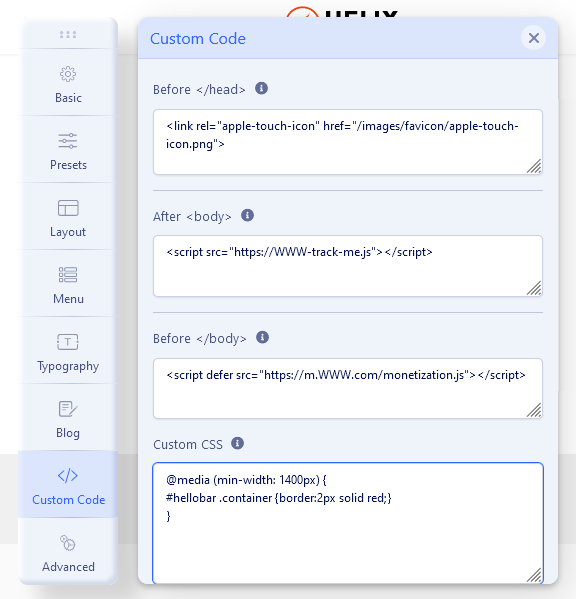 HELIX
Custom Code
Basic
Presets
Layout
Menu
Typography
Blog
Custom Code
Advanced
Before </head>
<link rel="apple-touch-icon" href="/images/favicon/apple-touch-
icon.png">
After <body>
<script src="https://WWW-track-me.js"></script>
Before </body>
<script defer src="https://m.WWW.com/monetization.js"></script>
Custom CSS
@media (min-width: 1400px) {
#hellobar .container {border:2px solid red;}
}